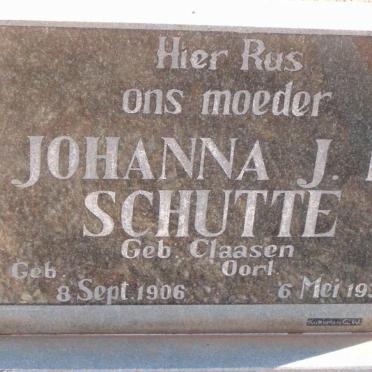 Hier Rus
ons moeder
JOHANNA J.
SCHUTTE
Geb. Claasen
Geb. Oorl.
8 Sept. 1906 6 Mei